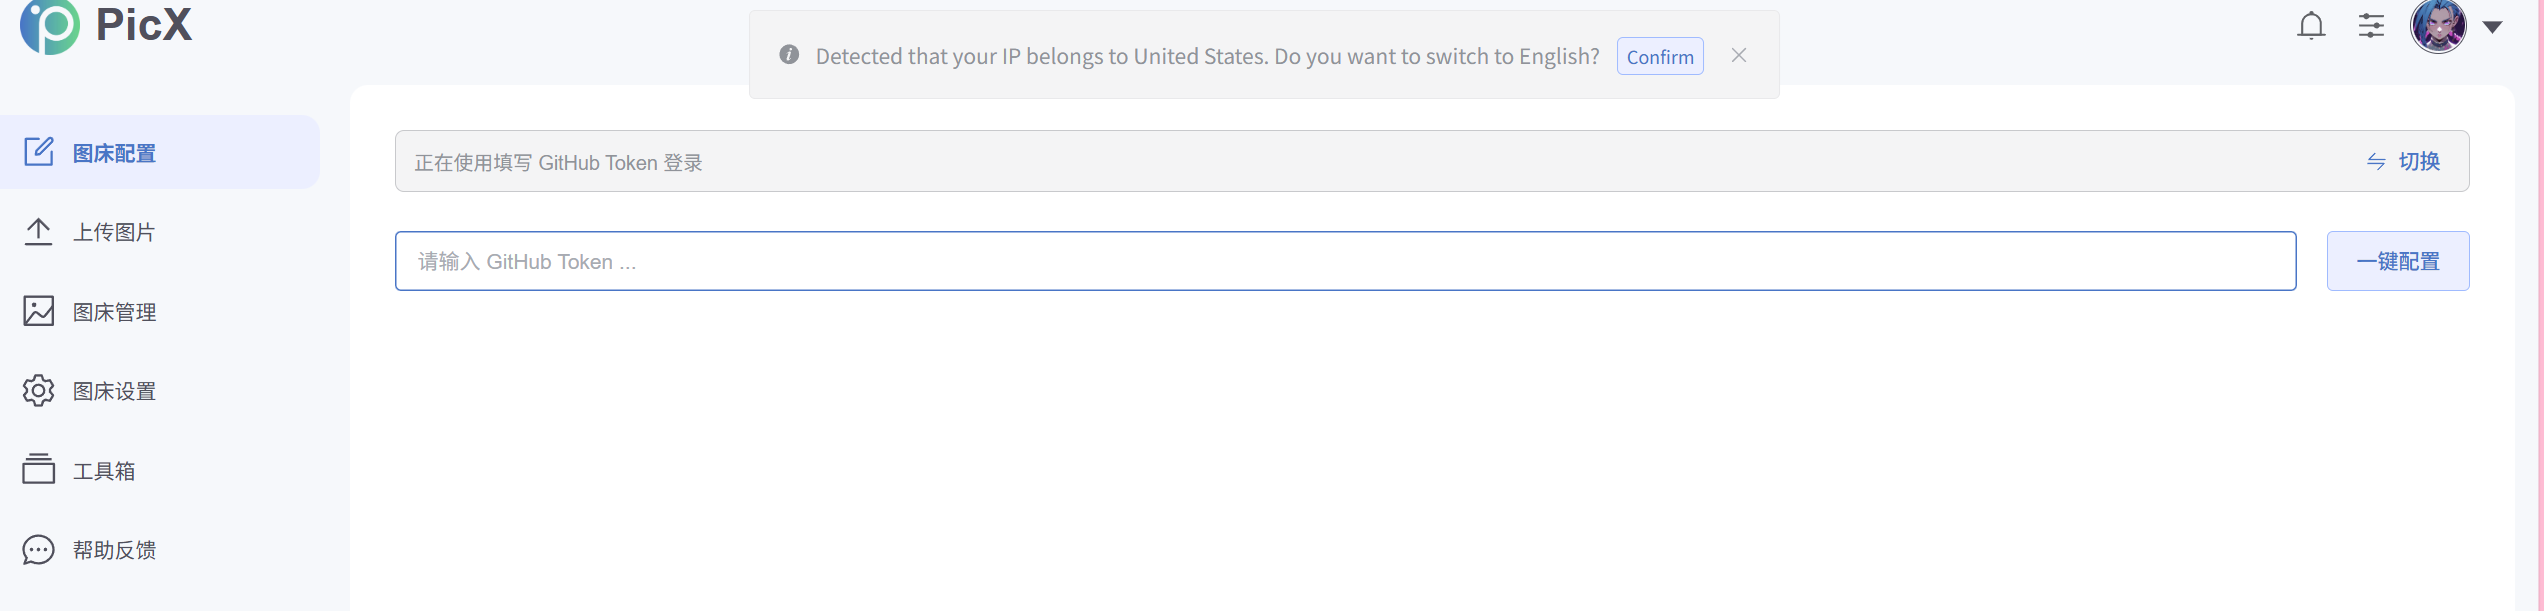 PicX
Detected that your IP belongs to United States. Do you want to switch to English? Confirm
图床配置
上传图片
图床管理
图床设置
工具箱
帮助反馈
正在使用填写 GitHub Token 登录
切换
请输入 GitHub Token ...
一键配置